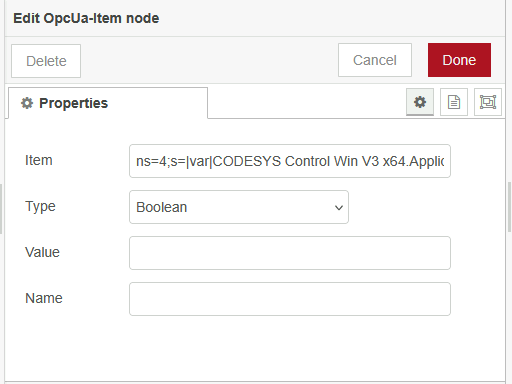 Edit OpcUa-Item node
Delete
Cancel
Done
Properties
Item
ns=4;s=|var|CODESYS Control Win V3 x64.Applic
Type
Boolean
Value
Name